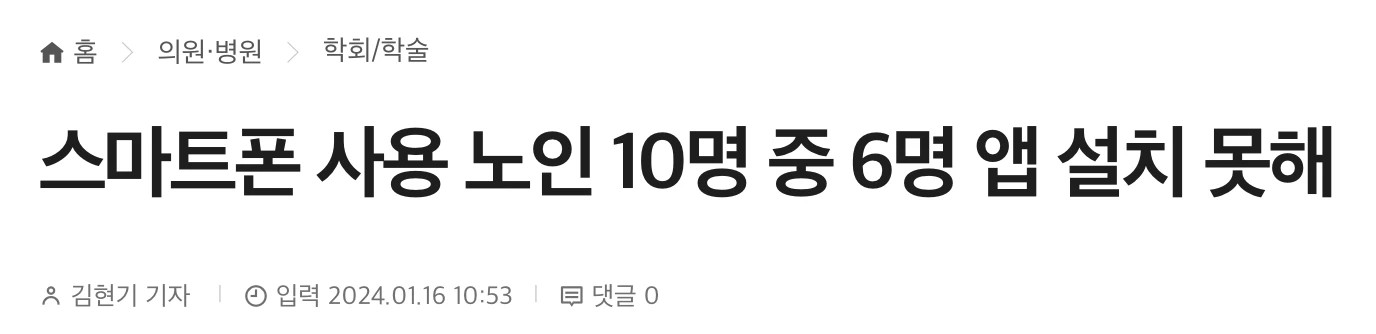 홈 > 의원·병원 > 학회/학술
스마트폰 사용 노인 10명 중 6명 앱 설치 못해
김현기 기자 | 입력 2024.01.16 10:53 | 댓글 0